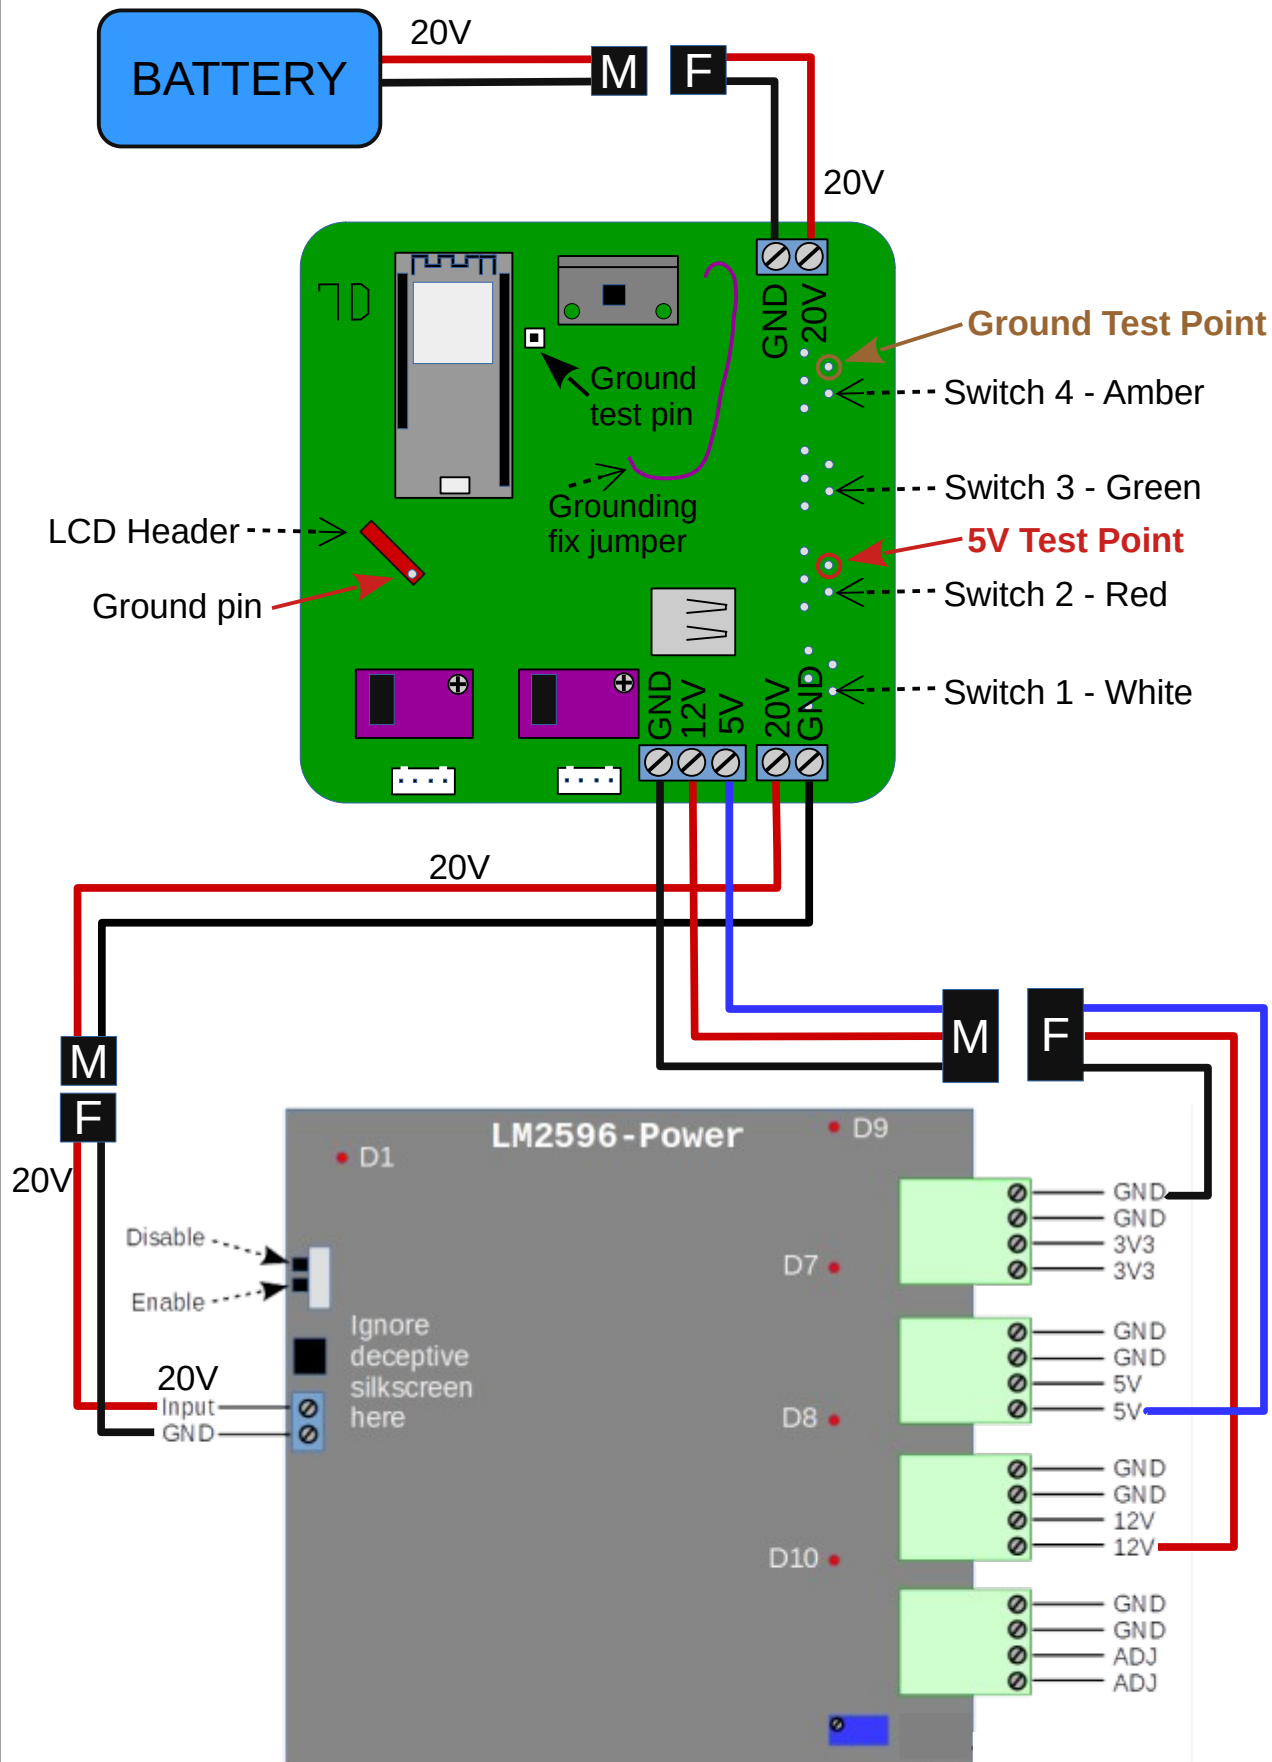 20V
BATTERY
M
F
20V
GND
20V
Ground Test Point
Ground
test pin
Switch 4 - Amber
Switch 3 - Green
Grounding
fix jumper
LCD Header
5V Test Point
Switch 2 - Red
Ground pin
GND
12V
5V
20V
GND
Switch 1 - White
20V
M
F
M
F
20V
LM2596-Power
D1
D9
GND
GND
3V3
3V3
Disable
Enable
D7
Ignore
deceptive
silkscreen
here
20V
Input
GND
GND
GND
5V
5V
D8
GND
GND
12V
12V
D10
GND
GND
ADJ
ADJ